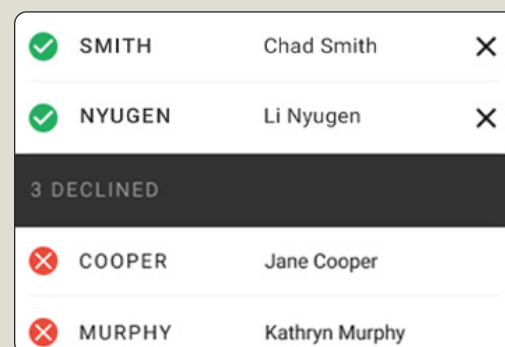 SMITH Chad Smith
NYUGEN Li Nyugen
3 DECLINED
COOPER Jane Cooper
MURPHY Kathryn Murphy